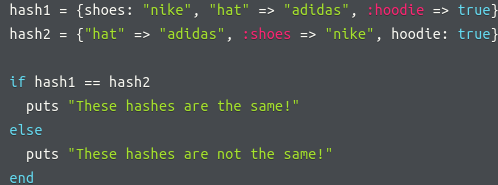 hash1 = {shoes: "nike", "hat" => "adidas", :hoodie => true}
hash2 = {"hat" => "adidas", :shoes => "nike", hoodie: true}
if hash1 == hash2
  puts "These hashes are the same!"
else
  puts "These hashes are not the same!"
end